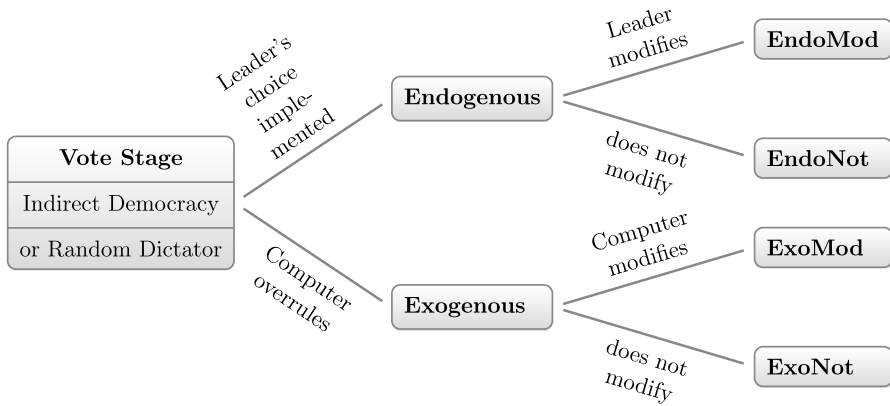 Vote Stage
Indirect Democracy
or Random Dictator
Leader's
choice
imple-
mented
Computer
overrules
Endogenous
Exogenous
Leader
modifies
does not
modify
Computer
modifies
does not
modify
EndoMod
EndoNot
ExoMod
ExoNot